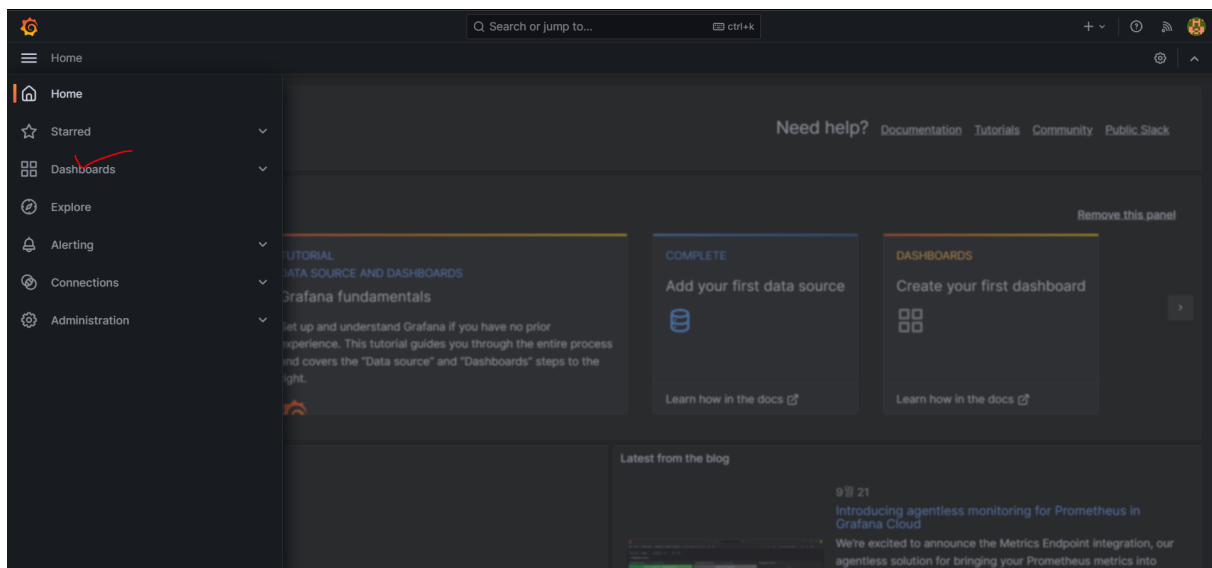 Search or jump to...
ctrl+k
Home
Home
Starred
Dashboards
Explore
Alerting
Connections
Administration
Need help?
Documentation
Tutorials
Community
Public Slack
Remove this panel
TUTORIAL
DATA SOURCE AND DASHBOARDS
Grafana fundamentals
Set up and understand Grafana if you have no prior
experience. This tutorial guides you through the entire process
and covers the "Data source" and "Dashboards" steps to the
right.
COMPLETE
Add your first data source
Learn how in the docs
DASHBOARDS
Create your first dashboard
Learn how in the docs
Latest from the blog
9월 21
Introducing agentless monitoring for Prometheus in
Grafana Cloud
We're excited to announce the Metrics Endpoint integration, our
agentless solution for bringing your Prometheus metrics into